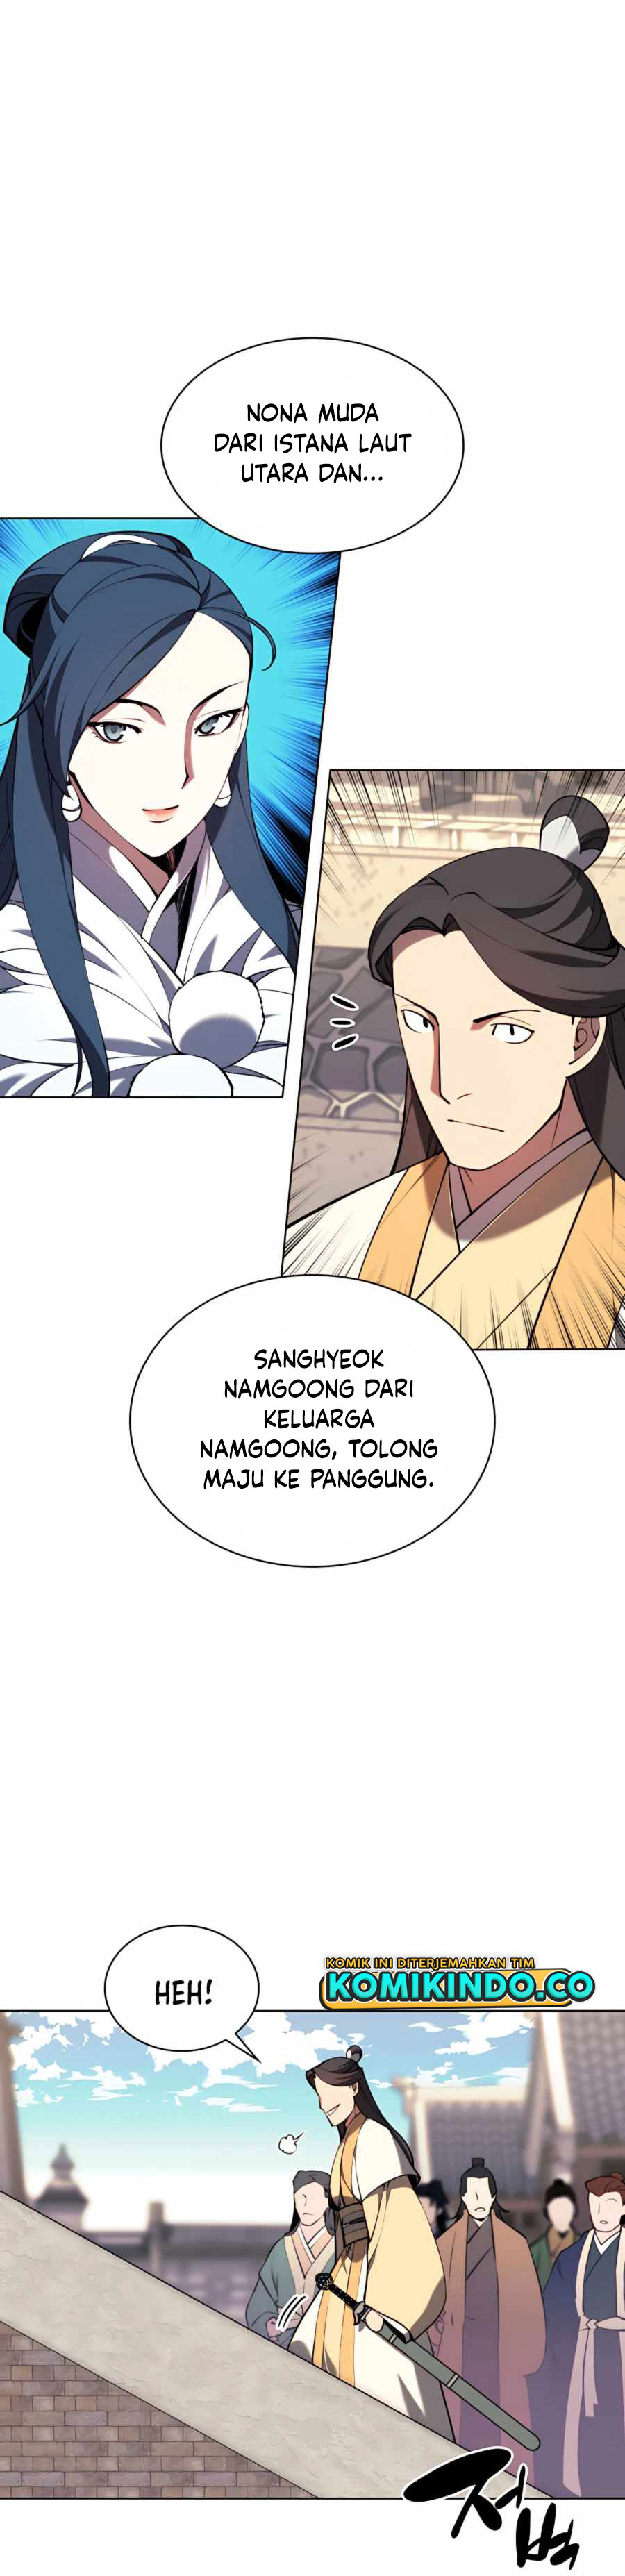 NONA MUDA
DARI ISTANA LAUT
UTARA DAN...
SANGHYEOK
NAMGOONG DARI
KELUARGA
NAMGOONG, TOLONG
MAJU KE PANGGUNG.
HEH!
KOMIK INI DITERJEMAHKAN TIM
KOMIKINDO.CO
저벅